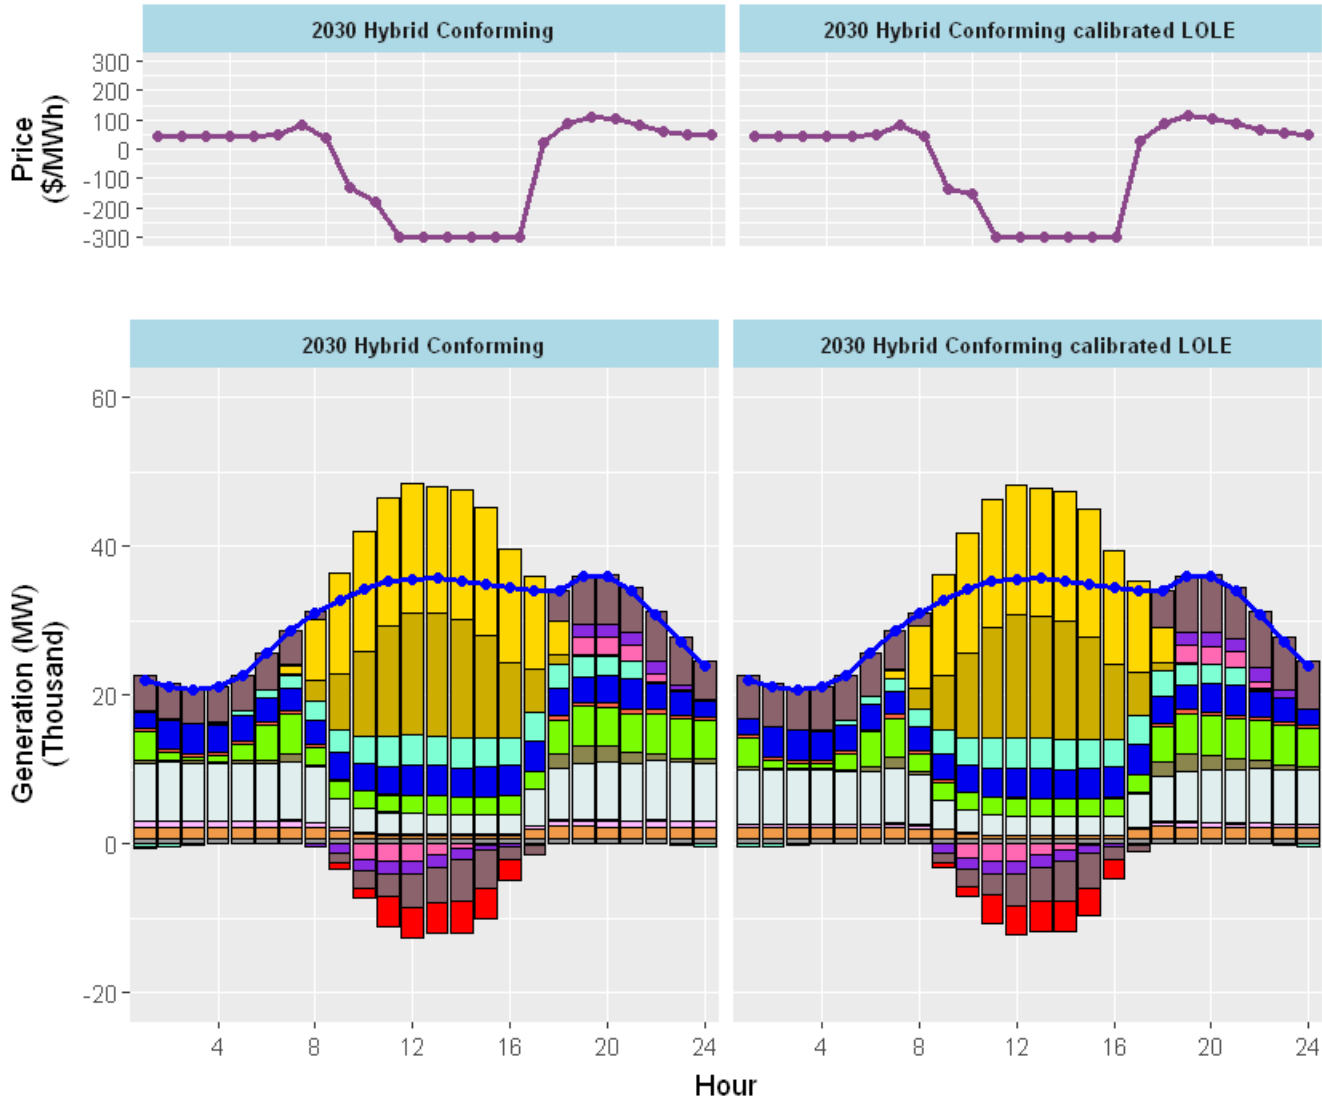 2030 Hybrid Conforming
2030 Hybrid Conforming calibrated LOLE
Price
($/MWh)
300
200
100
0
-100
-200
-300
2030 Hybrid Conforming
2030 Hybrid Conforming calibrated LOLE
Generation (MW)
(Thousand)
60
40
20
0
-20
4 8 12 16 20 24
4 8 12 16 20 24
Hour